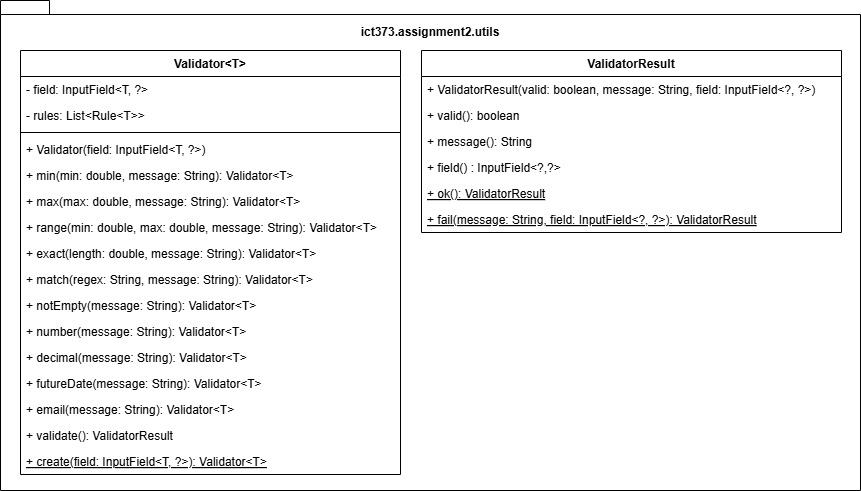 ict373.assignment2.utils
Validator<T>
- field: InputField<T, ?>
- rules: List<Rule<T>>
+ Validator(field: InputField<T, ?>)
+ min(min: double, message: String): Validator<T>
+ max(max: double, message: String): Validator<T>
+ range(min: double, max: double, message: String): Validator<T>
+ exact(length: double, message: String): Validator<T>
+ match(regex: String, message: String): Validator<T>
+ notEmpty(message: String): Validator<T>
+ number(message: String): Validator<T>
+ decimal(message: String): Validator<T>
+ futureDate(message: String): Validator<T>
+ email(message: String): Validator<T>
+ validate(): ValidatorResult
+ create(field: InputField<T, ?>): Validator<T>
ValidatorResult
+ ValidatorResult(valid: boolean, message: String, field: InputField<?, ?>)
+ valid(): boolean
+ message(): String
+ field() : InputField<?,?>
+ ok(): ValidatorResult
+ fail(message: String, field: InputField<?, ?>): ValidatorResult